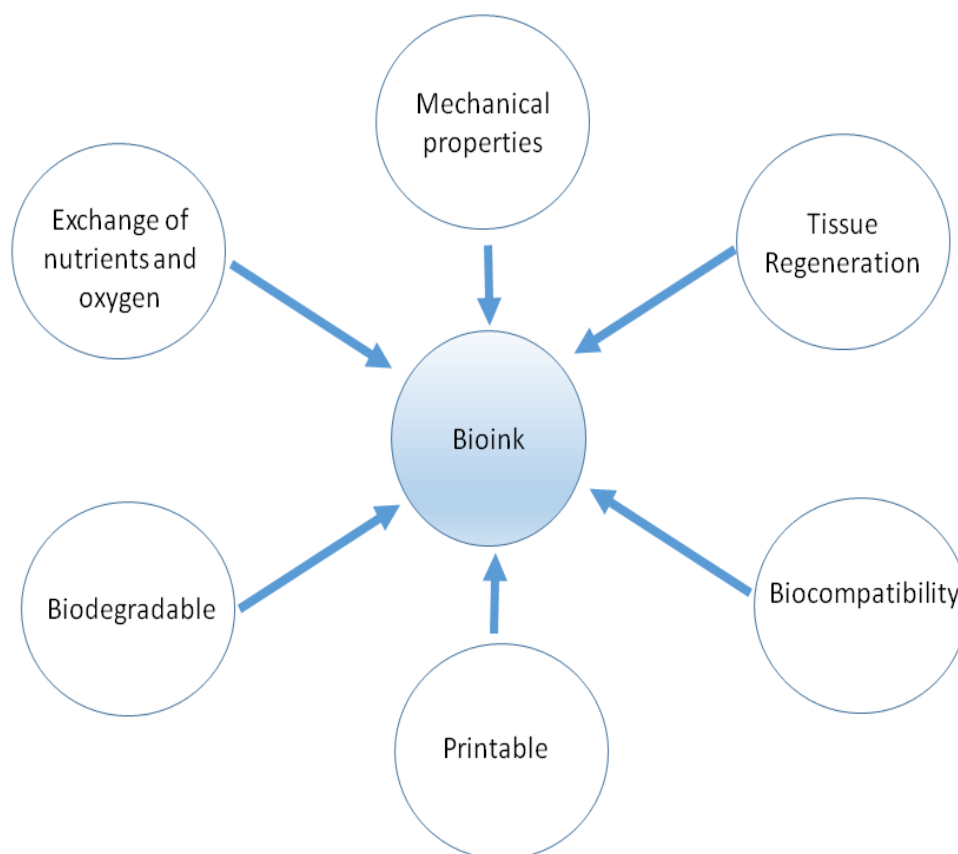 Mechanical
properties
Exchange of
nutrients and
oxygen
Tissue
Regeneration
Bioink
Biodegradable
Biocompatibility
Printable